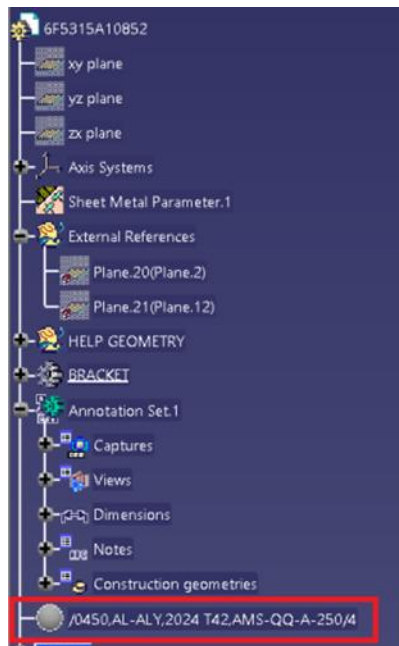 6F5315A10852
xy plane
yz plane
zx plane
Axis Systems
Sheet Metal Parameter.1
External References
Plane.20(Plane.2)
Plane.21(Plane.12)
HELP GEOMETRY
BRACKET
Annotation Set.1
Captures
Views
Dimensions
Notes
Construction geometries
/0450,AL-ALY,2024 T42,AMS-QQ-A-250/4